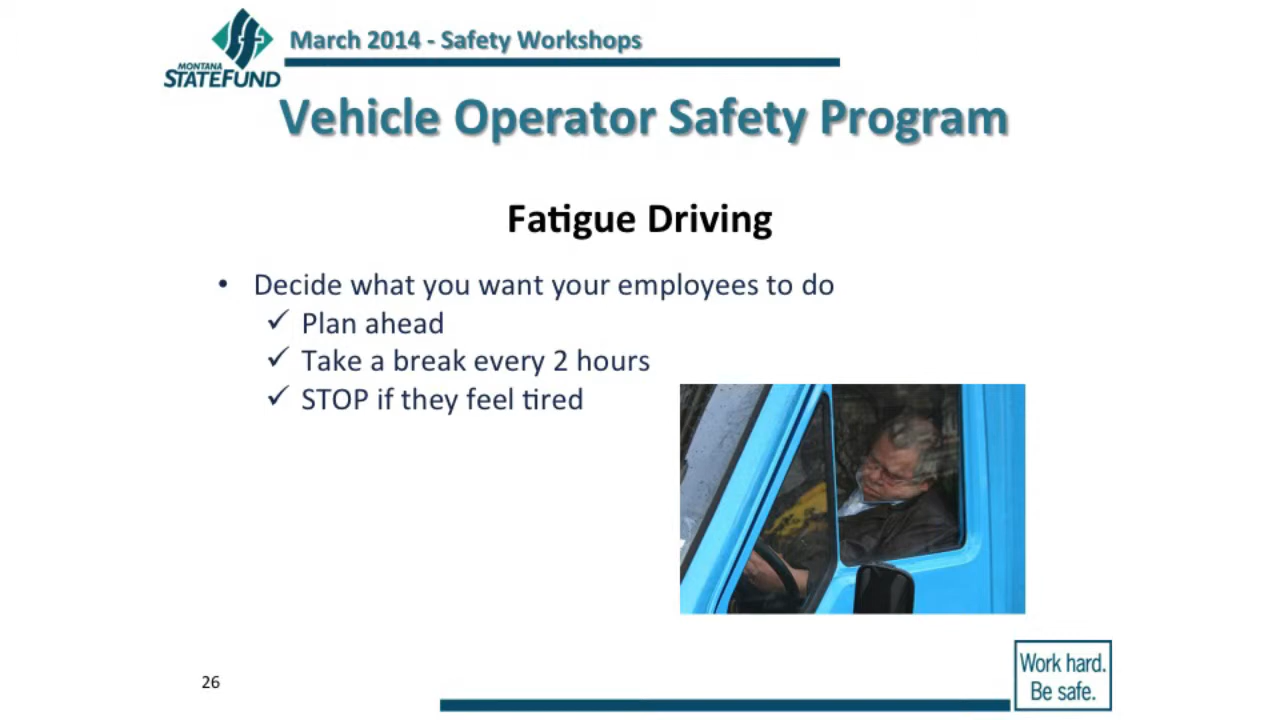 March 2014 - Safety Workshops
MONTANA
STATEFUND
Vehicle Operator Safety Program
Fatigue Driving
• Decide what you want your employees to do
✓ Plan ahead
✓ Take a break every 2 hours
✓ STOP if they feel tired
Work hard.
Be safe.
26